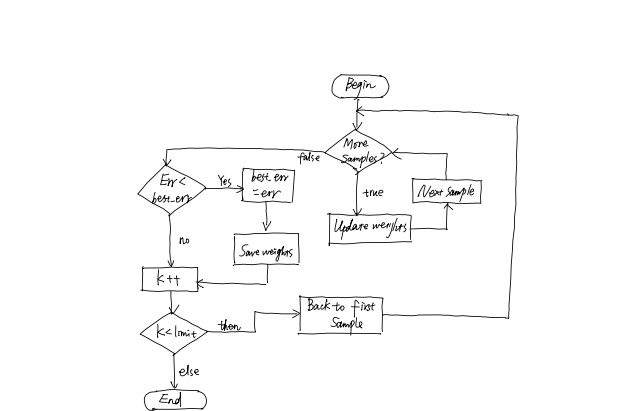 Begin
More
Samples?
false
true
Next sample
Update weights
Err <
best_err
Yes
best_err
= err
no
Save weights
K++
K < limit
then
Back to first
Sample
else
End